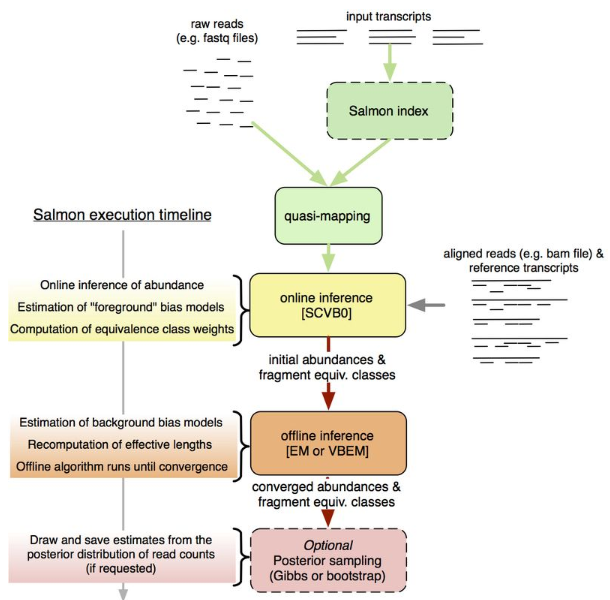 raw reads
(e.g. fastq files)
input transcripts
Salmon index
Salmon execution timeline
quasi-mapping
aligned reads (e.g. bam file) &
reference transcripts
Online inference of abundance
Estimation of "foreground" bias models
Computation of equivalence class weights
online inference
[SCVB0]
initial abundances &
fragment equiv. classes
Estimation of background bias models
Recomputation of effective lengths
Offline algorithm runs until convergence
offline inference
[EM or VBEM]
converged abundances &
fragment equiv. classes
Draw and save estimates from the
posterior distribution of read counts
(if requested)
Optional
Posterior sampling
(Gibbs or bootstrap)